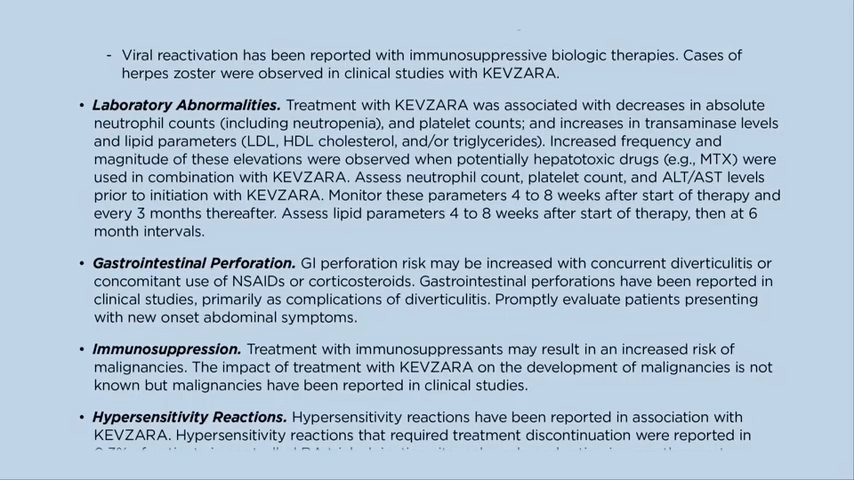 - Viral reactivation has been reported with immunosuppressive biologic therapies. Cases of
herpes zoster were observed in clinical studies with KEVZARA.
• Laboratory Abnormalities. Treatment with KEVZARA was associated with decreases in absolute
neutrophil counts (including neutropenia), and platelet counts; and increases in transaminase levels
and lipid parameters (LDL, HDL cholesterol, and/or triglycerides). Increased frequency and
magnitude of these elevations were observed when potentially hepatotoxic drugs (e.g., MTX) were
used in combination with KEVZARA. Assess neutrophil count, platelet count, and ALT/AST levels
prior to initiation with KEVZARA. Monitor these parameters 4 to 8 weeks after start of therapy and
every 3 months thereafter. Assess lipid parameters 4 to 8 weeks after start of therapy, then at 6
month intervals.
• Gastrointestinal Perforation. GI perforation risk may be increased with concurrent diverticulitis or
concomitant use of NSAIDs or corticosteroids. Gastrointestinal perforations have been reported in
clinical studies, primarily as complications of diverticulitis. Promptly evaluate patients presenting
with new onset abdominal symptoms.
• Immunosuppression. Treatment with immunosuppressants may result in an increased risk of
malignancies. The impact of treatment with KEVZARA on the development of malignancies is not
known but malignancies have been reported in clinical studies.
• Hypersensitivity Reactions. Hypersensitivity reactions have been reported in association with
KEVZARA. Hypersensitivity reactions that required treatment discontinuation were reported in